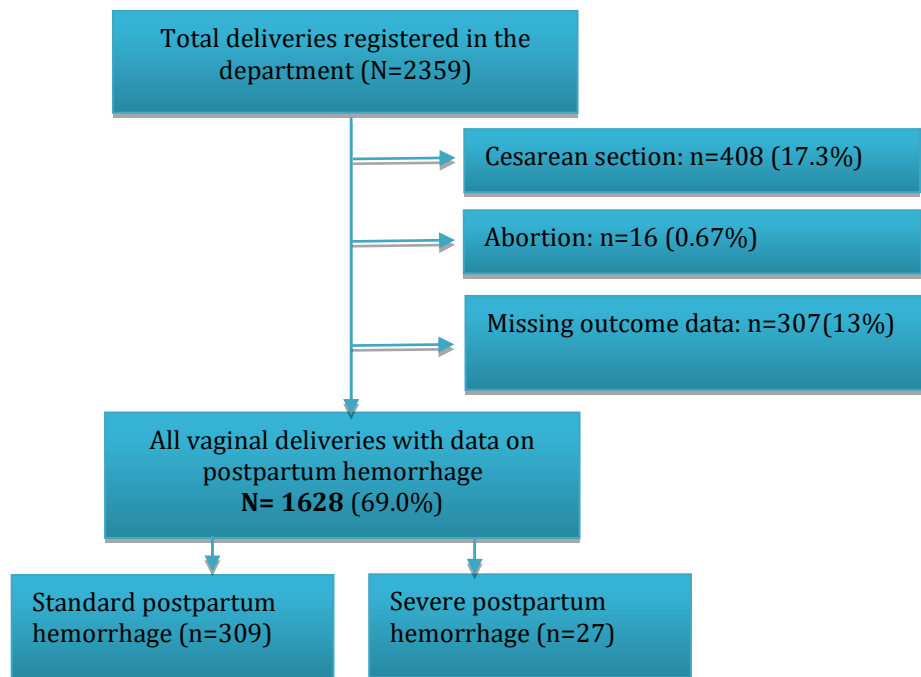 Total deliveries registered in the
department (N=2359)
Cesarean section: n=408 (17.3%)
Abortion: n=16 (0.67%)
Missing outcome data: n=307(13%)
All vaginal deliveries with data on
postpartum hemorrhage
N= 1628 (69.0%)
Standard postpartum
hemorrhage (n=309)
Severe postpartum
hemorrhage (n=27)